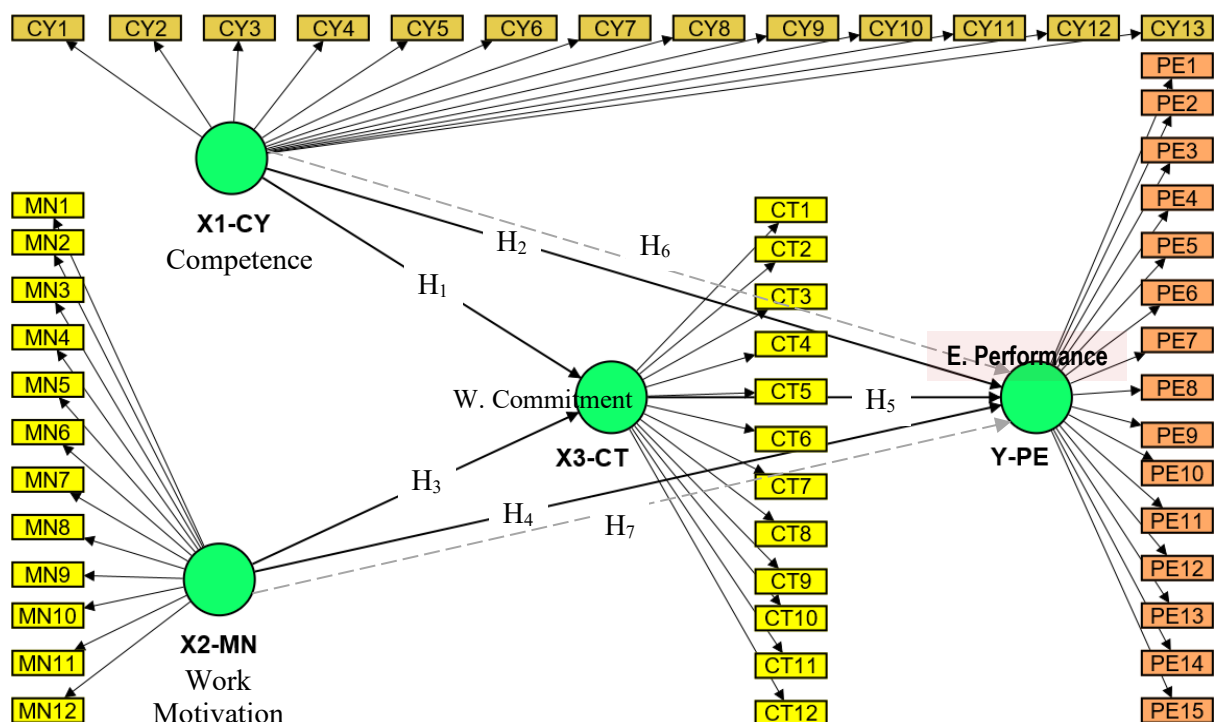 CY1 CY2 CY3 CY4 CY5 CY6 CY7 CY8 CY9 CY10 CY11 CY12 CY13
PE1
PE2
PE3
PE4
PE5
PE6
PE7
PE8
PE9
PE10
PE11
PE12
PE13
PE14
PE15
X1-CY
Competence
MN1
MN2
MN3
MN4
MN5
MN6
MN7
MN8
MN9
MN10
MN11
MN12
H₂
H₆
H₁
CT1
CT2
CT3
CT4
CT5
CT6
CT7
CT8
CT9
CT10
CT11
CT12
E. Performance
W. Commitment
H₅
X3-CT
Y-PE
H₃
H₄
H₇
X2-MN
Work
Motivation